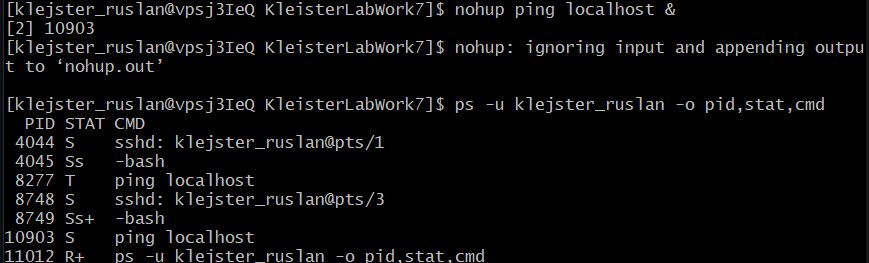 [klejster_ruslan@vpsj3IeQ KleisterLabWork7]$ nohup ping localhost &
[2] 10903
[klejster_ruslan@vpsj3IeQ KleisterLabWork7]$ nohup: ignoring input and appending outpu
t to ‘nohup.out’
[klejster_ruslan@vpsj3IeQ KleisterLabWork7]$ ps -u klejster_ruslan -o pid,stat,cmd
PID STAT CMD
4044 S sshd: klejster_ruslan@pts/1
4045 Ss -bash
8277 T ping localhost
8748 S sshd: klejster_ruslan@pts/3
8749 Ss+ -bash
10903 S ping localhost
11012 R+ ps -u klejster_ruslan -o pid,stat,cmd